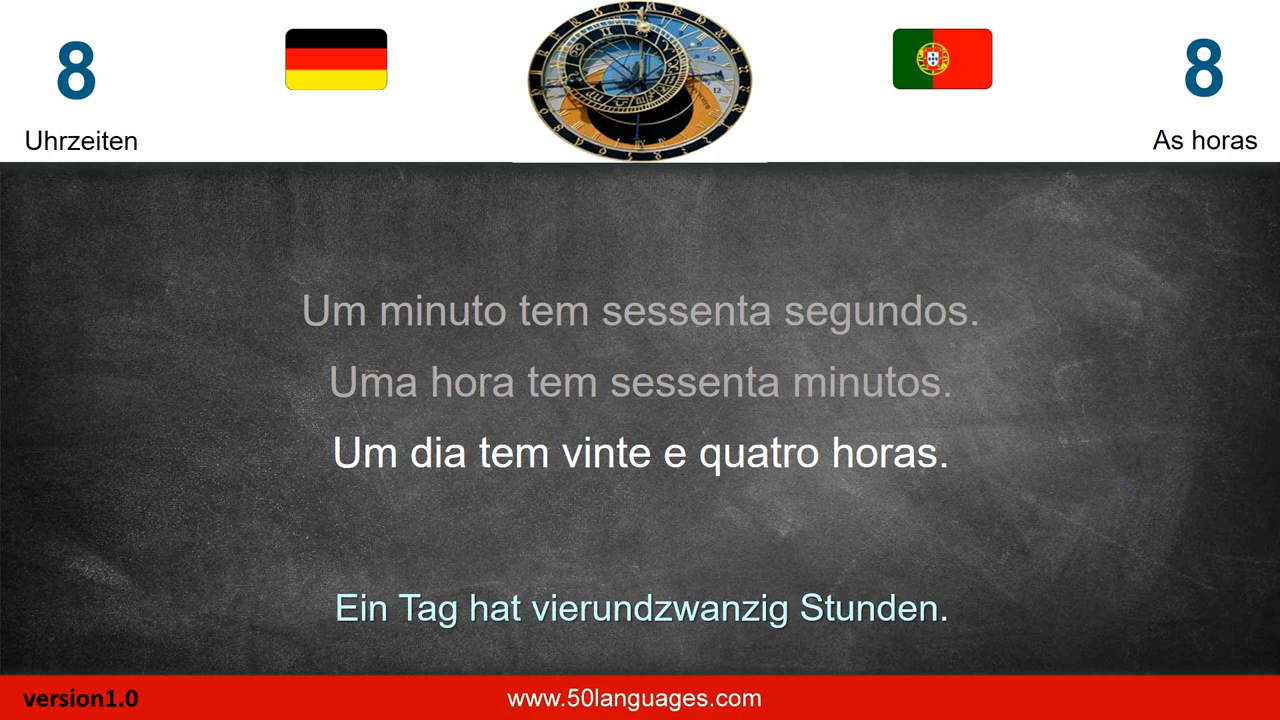 8
8
Uhrzeiten
As horas
Um minuto tem sessenta segundos.
Uma hora tem sessenta minutos.
Um dia tem vinte e quatro horas.
Ein Tag hat vierundzwanzig Stunden.
version1.0
www.50languages.com